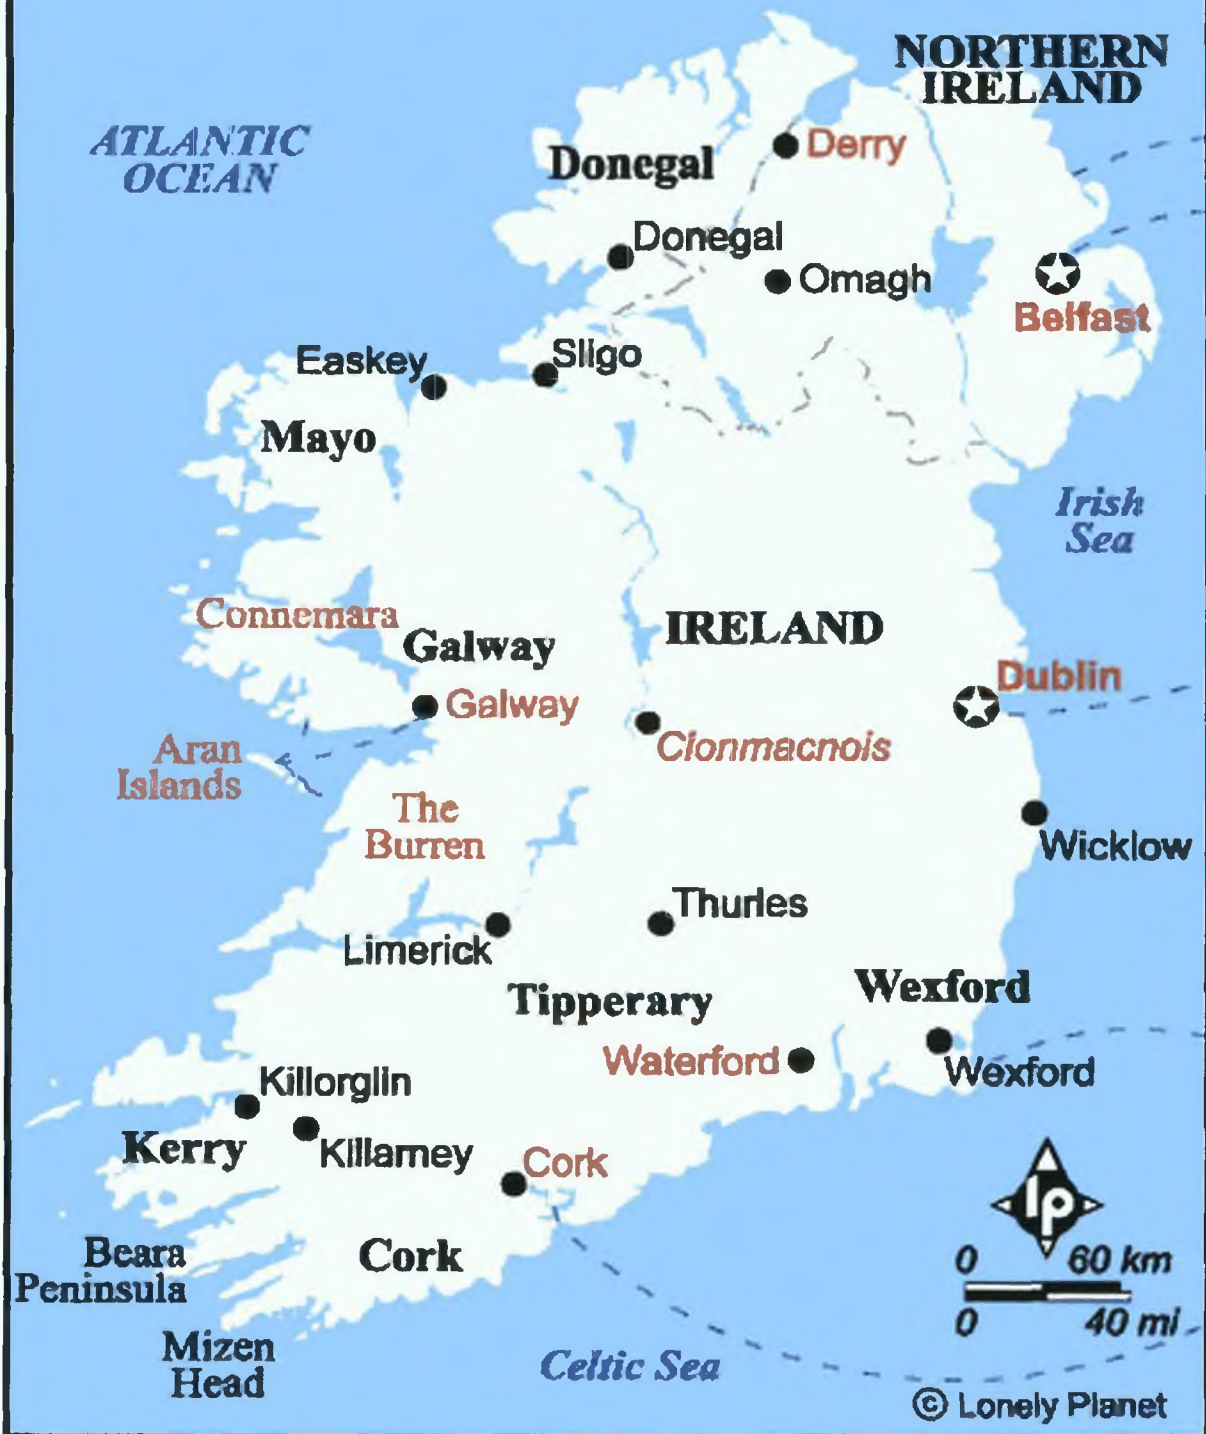 NORTHERN
IRELAND
ATLANTIC
OCEAN
Derry
Donegal
Donegal
Omagh
Belfast
Easkey
Sligo
Mayo
Irish
Sea
Connemara
Galway
IRELAND
Galway
Dublin
Clonmacnois
Aran
Islands
The
Burren
Wicklow
Thurles
Limerick
Tipperary
Wexford
Waterford
Wexford
Killorglin
Kerry
Killarney
Cork
lp
Beara
Peninsula
Cork
0 60 km
0 40 mi
Mizen
Head
Celtic Sea
© Lonely Planet